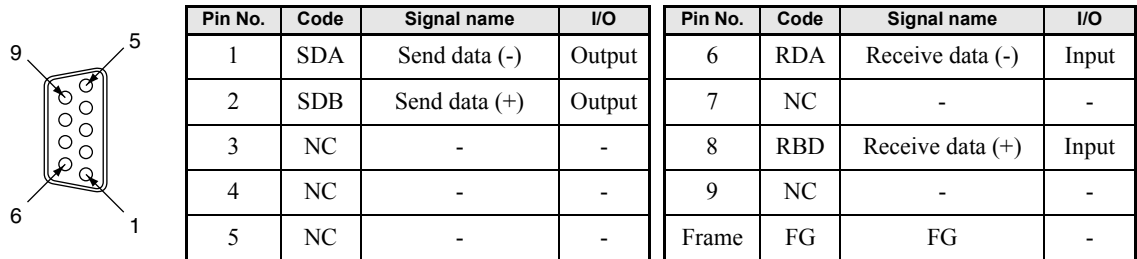 9
5
6
1
Pin No. Code Signal name I/O
1 SDA Send data (-) Output
2 SDB Send data (+) Output
3 NC - -
4 NC - -
5 NC - -
Pin No. Code Signal name I/O
6 RDA Receive data (-) Input
7 NC - -
8 RBD Receive data (+) Input
9 NC - -
Frame FG FG -